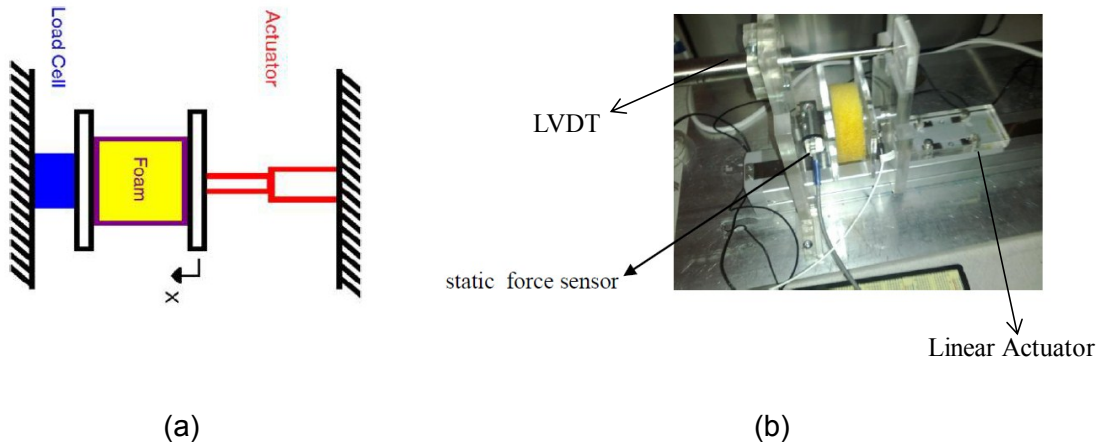 Load Cell
Actuator
Foam
X
LVDT
static force sensor
Linear Actuator
(a)
(b)